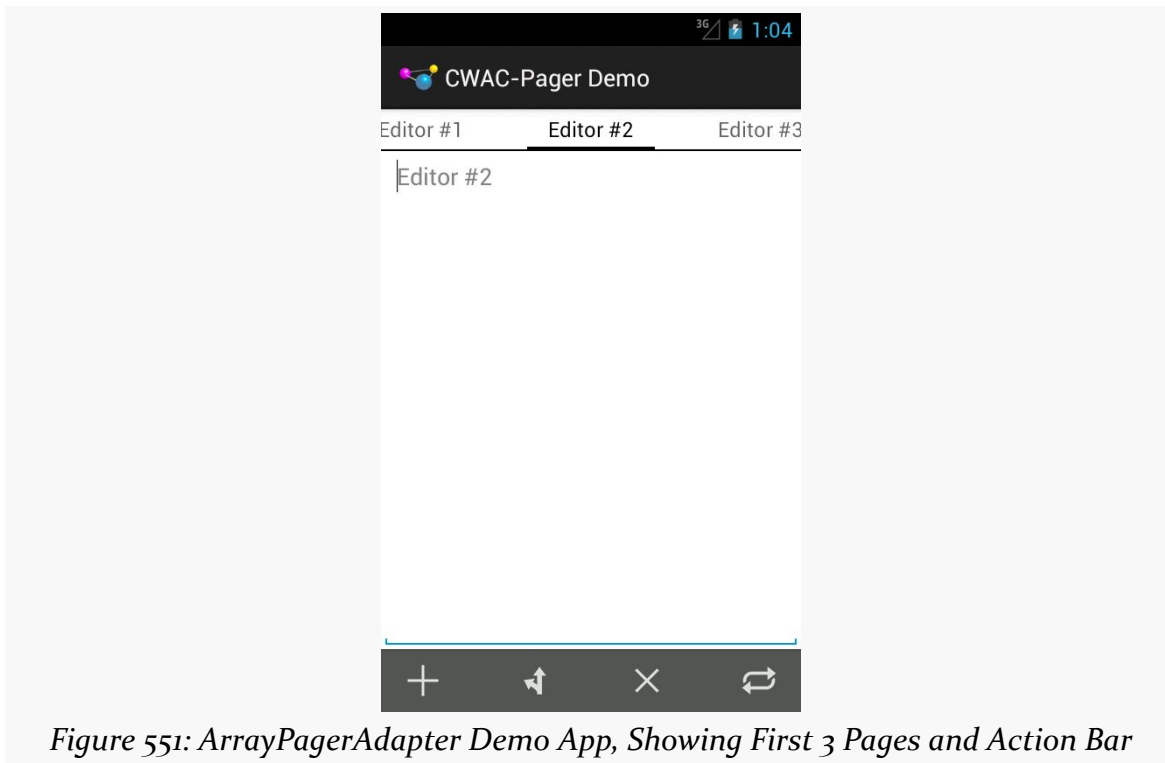 3G 1:04
CWAC-Pager Demo
Editor #1 Editor #2 Editor #3
Editor #2
Figure 551: ArrayPagerAdapter Demo App, Showing First 3 Pages and Action Bar